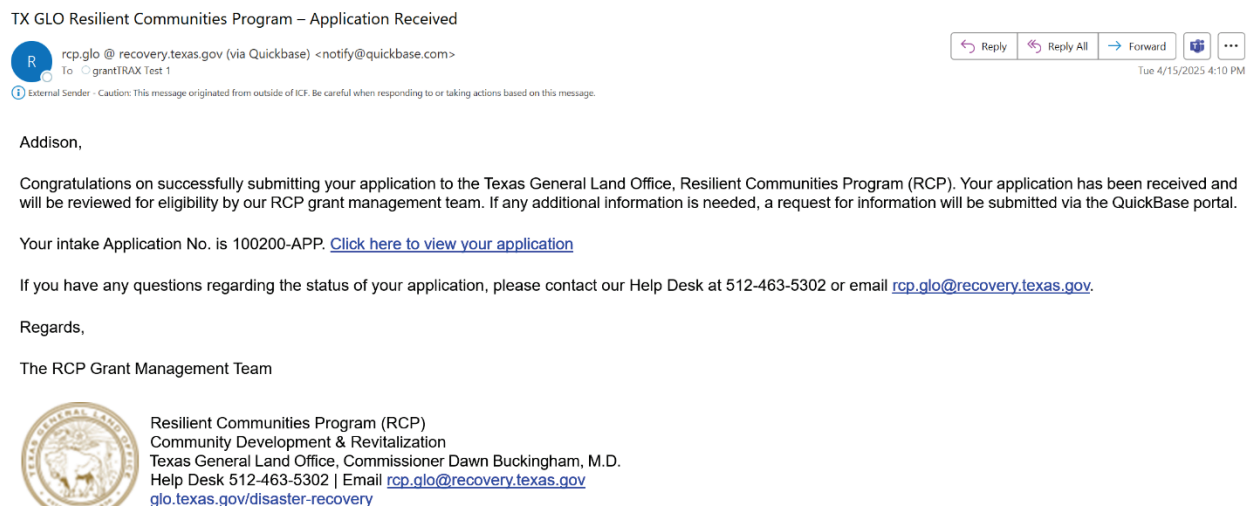 TX GLO Resilient Communities Program – Application Received
R
rcp.glo @ recovery.texas.gov (via Quickbase) <notify@quickbase.com>
To grantTRAX Test 1
Reply Reply All Forward
Tue 4/15/2025 4:10 PM
External Sender - Caution: This message originated from outside of ICF. Be careful when responding to or taking actions based on this message.
Addison,
Congratulations on successfully submitting your application to the Texas General Land Office, Resilient Communities Program (RCP). Your application has been received and
will be reviewed for eligibility by our RCP grant management team. If any additional information is needed, a request for information will be submitted via the QuickBase portal.
Your intake Application No. is 100200-APP. Click here to view your application
If you have any questions regarding the status of your application, please contact our Help Desk at 512-463-5302 or email rcp.glo@recovery.texas.gov.
Regards,
The RCP Grant Management Team
TEXAS GENERAL LAND OFFICE
Resilient Communities Program (RCP)
Community Development & Revitalization
Texas General Land Office, Commissioner Dawn Buckingham, M.D.
Help Desk 512-463-5302 | Email rcp.glo@recovery.texas.gov
glo.texas.gov/disaster-recovery